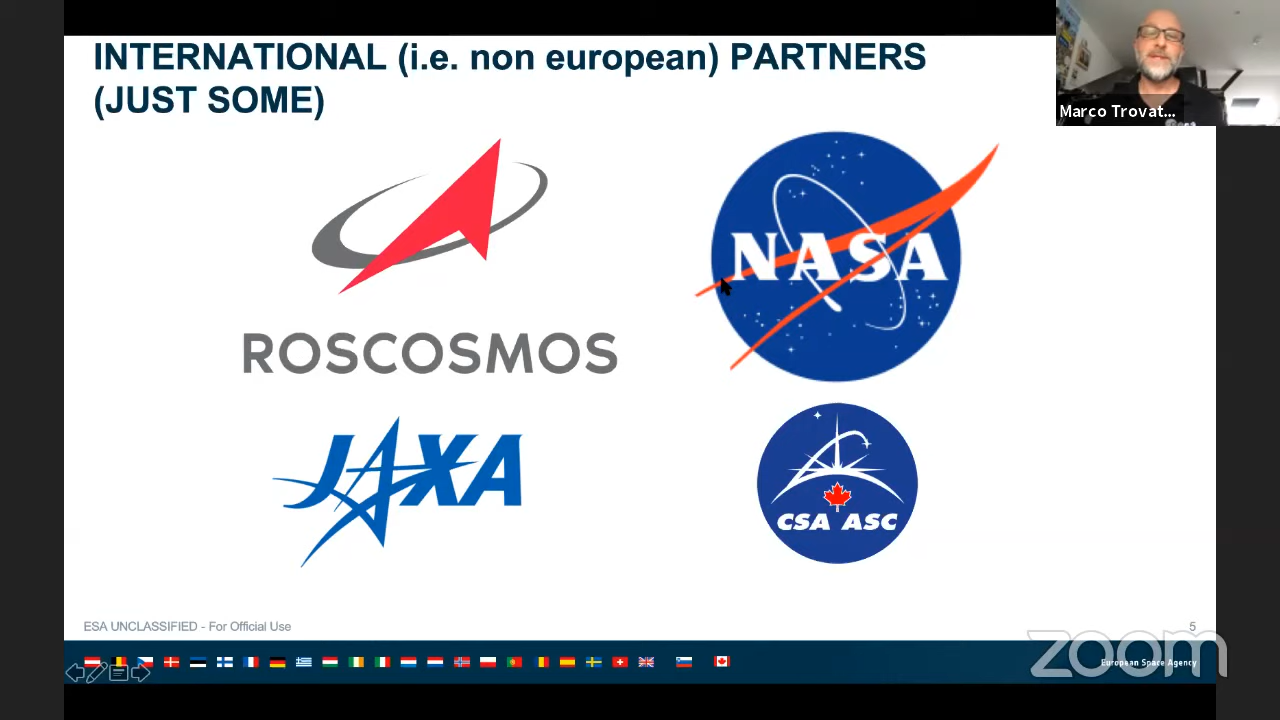 INTERNATIONAL (i.e. non european) PARTNERS
(JUST SOME)
Marco Trovat...
NASA
ROSCOSMOS
JAXA
CSA ASC
ESA UNCLASSIFIED - For Official Use
5
zoom
European Space Agency